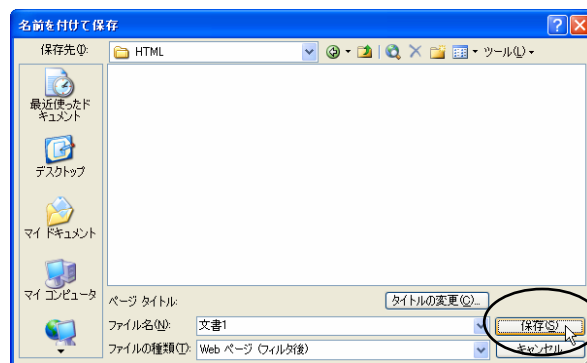 名前を付けて保存
保存先(I):
HTML
ツール(L)
最近使ったド
キュメント
デスクトップ
マイ ドキュメント
マイ コンピュータ
ページ タイトル:
タイトルの変更(C)...
ファイル名(N):
文書1
保存(S)
ファイルの種類(T):
Web ページ (フィルタ後)
キャンセル